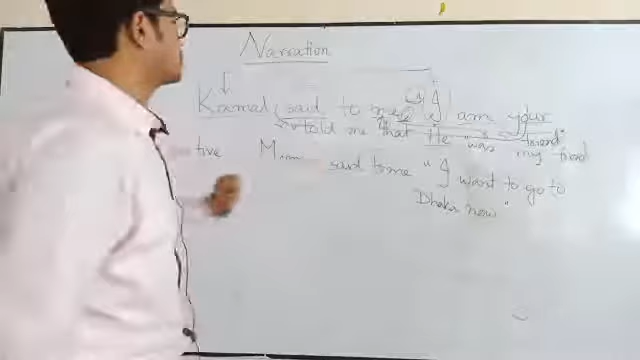 Narration
Kamal said to me "I am your
friend"
told me that He was my friend
tive
said to me "I want to go to
Dhaka now"